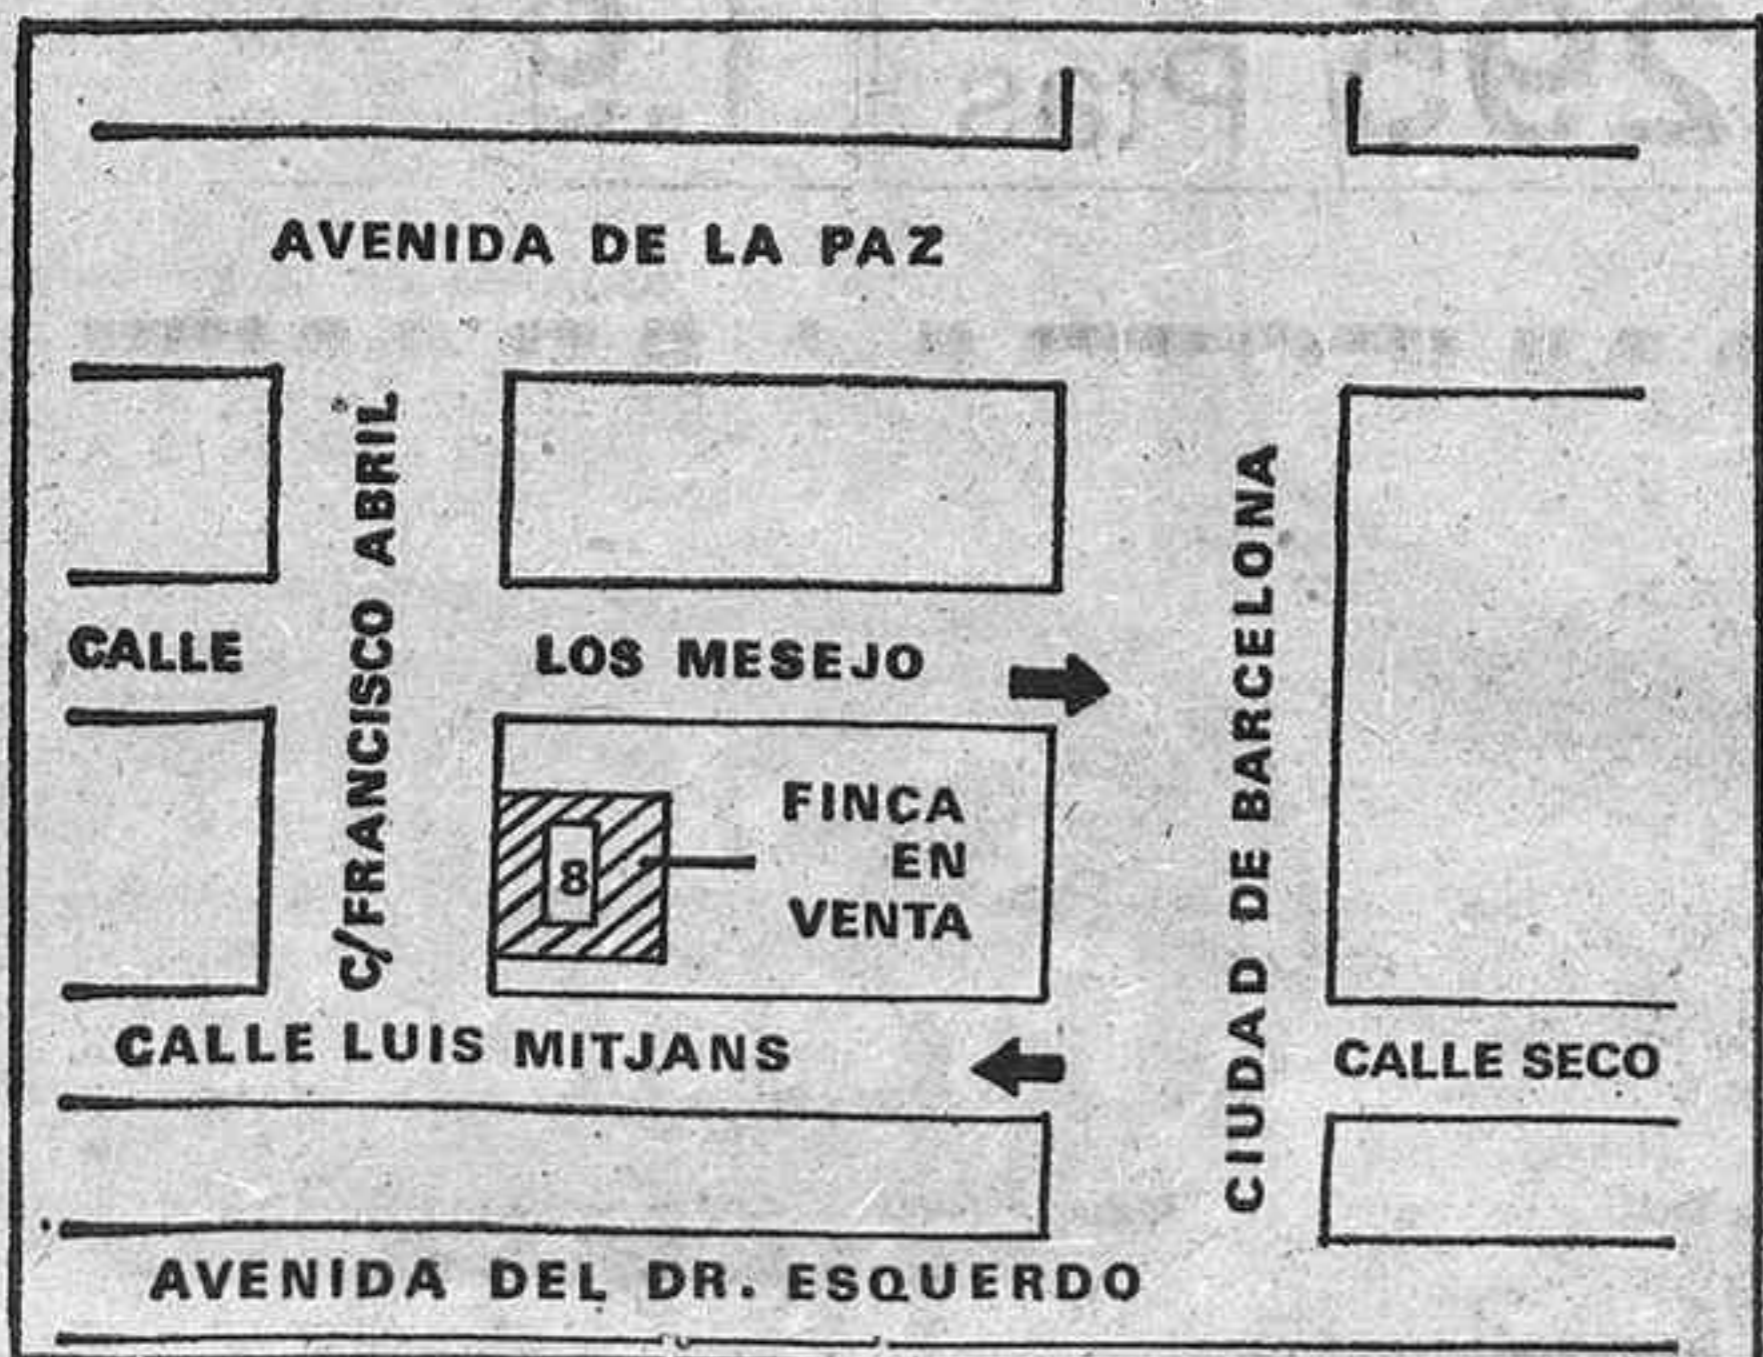 AVENIDA DE LA PAZ
C/FRANCISCO ABRIL
CALLE LOS MESEJO
CIUDAD DE BARCELONA
8
FINCA
EN
VENTA
CALLE LUIS MITJANS
CALLE SECO
AVENIDA DEL DR. ESQUERDO